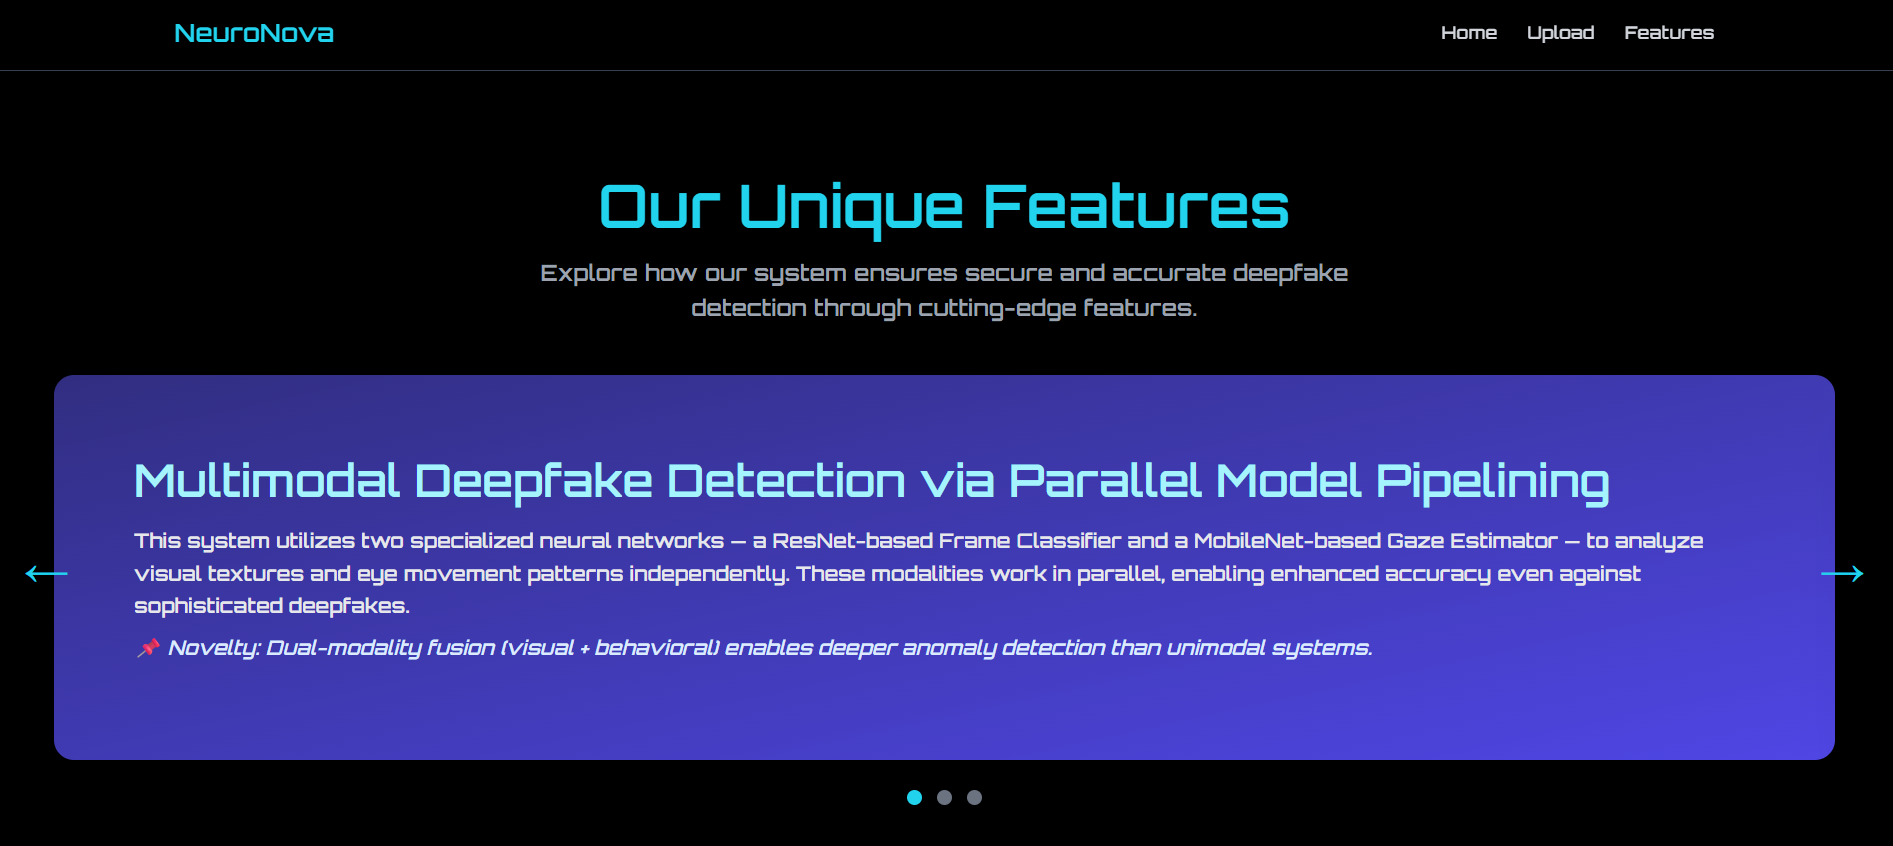 NeuroNova
Home Upload Features
Our Unique Features
Explore how our system ensures secure and accurate deepfake
detection through cutting-edge features.
Multimodal Deepfake Detection via Parallel Model Pipelining
This system utilizes two specialized neural networks — a ResNet-based Frame Classifier and a MobileNet-based Gaze Estimator — to analyze
visual textures and eye movement patterns independently. These modalities work in parallel, enabling enhanced accuracy even against
sophisticated deepfakes.
📌 Novelty: Dual-modality fusion (visual + behavioral) enables deeper anomaly detection than unimodal systems.